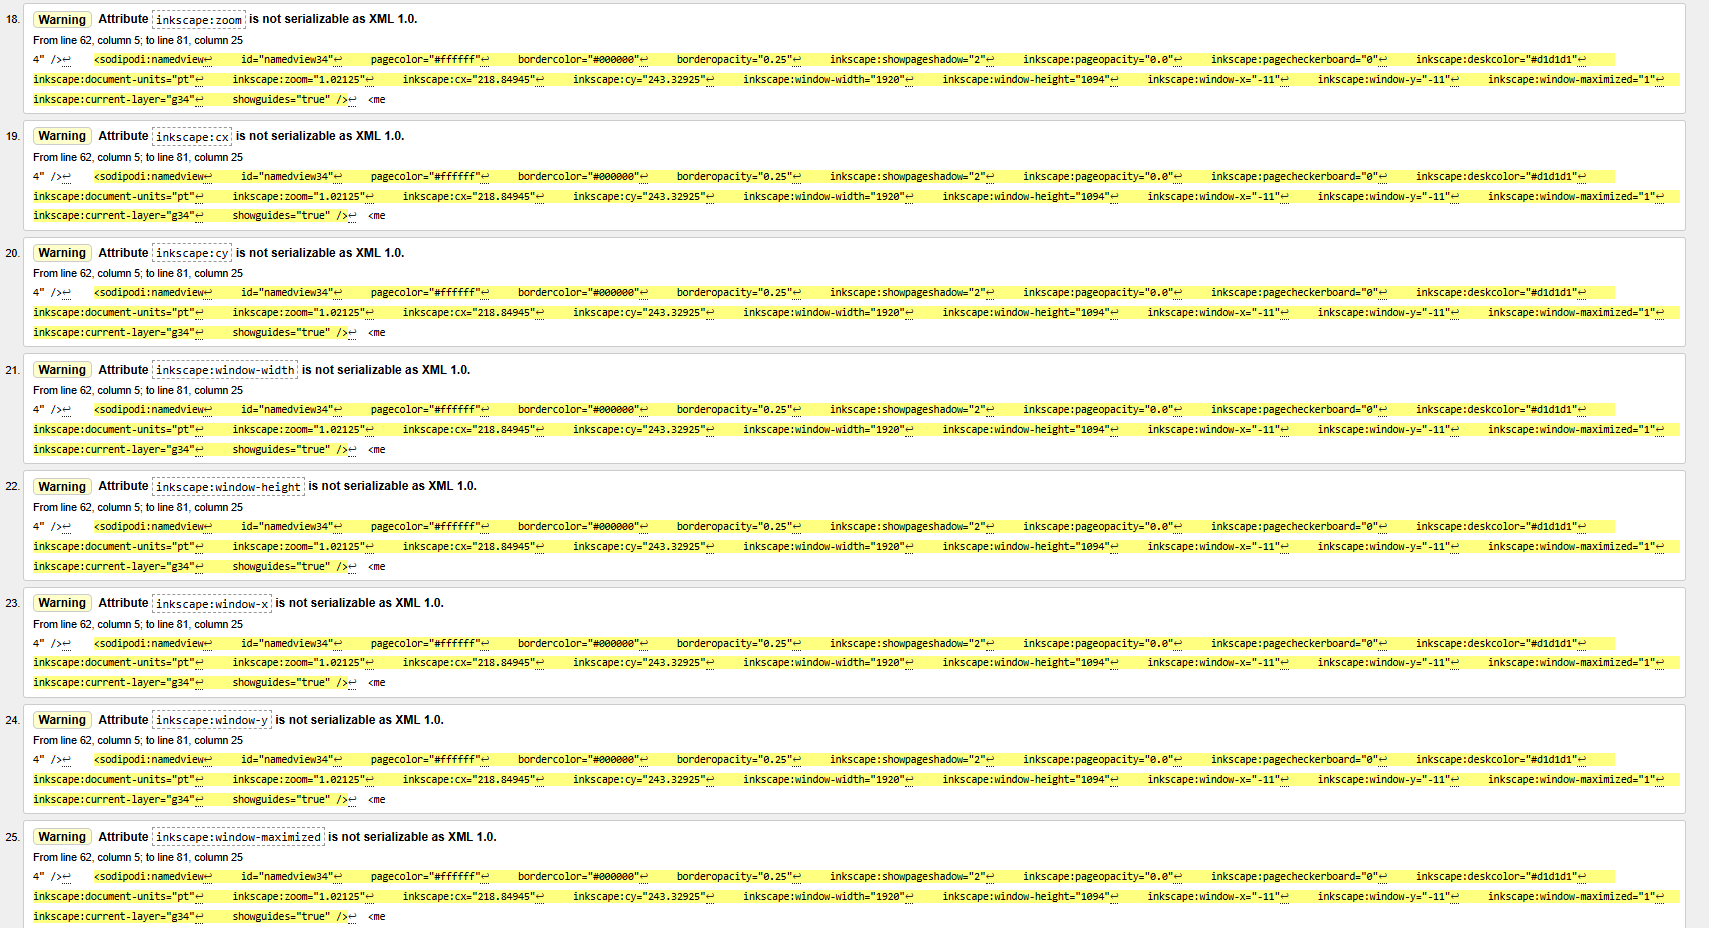 18. Warning Attribute inkscape:zoom is not serializable as XML 1.0.
From line 62, column 5; to line 81, column 25
4" />↩ <sodipodi:namedview↩ id="namedview34"↩ pagecolor="#ffffff"↩ bordercolor="#000000"↩ borderopacity="0.25"↩ inkscape:showpageshadow="2"↩ inkscape:pageopacity="0.0"↩ inkscape:pagecheckerboard="0"↩ inkscape:deskcolor="#d1d1d1"↩
inkscape:document-units="pt"↩ inkscape:zoom="1.02125"↩ inkscape:cx="218.84945"↩ inkscape:cy="243.32925"↩ inkscape:window-width="1920"↩ inkscape:window-height="1094"↩ inkscape:window-x="-11"↩ inkscape:window-y="-11"↩ inkscape:window-maximized="1"↩
inkscape:current-layer="g34"↩ showguides="true" />↩ <me
19. Warning Attribute inkscape:cx is not serializable as XML 1.0.
From line 62, column 5; to line 81, column 25
4" />↩ <sodipodi:namedview↩ id="namedview34"↩ pagecolor="#ffffff"↩ bordercolor="#000000"↩ borderopacity="0.25"↩ inkscape:showpageshadow="2"↩ inkscape:pageopacity="0.0"↩ inkscape:pagecheckerboard="0"↩ inkscape:deskcolor="#d1d1d1"↩
inkscape:document-units="pt"↩ inkscape:zoom="1.02125"↩ inkscape:cx="218.84945"↩ inkscape:cy="243.32925"↩ inkscape:window-width="1920"↩ inkscape:window-height="1094"↩ inkscape:window-x="-11"↩ inkscape:window-y="-11"↩ inkscape:window-maximized="1"↩
inkscape:current-layer="g34"↩ showguides="true" />↩ <me
20. Warning Attribute inkscape:cy is not serializable as XML 1.0.
From line 62, column 5; to line 81, column 25
4" />↩ <sodipodi:namedview↩ id="namedview34"↩ pagecolor="#ffffff"↩ bordercolor="#000000"↩ borderopacity="0.25"↩ inkscape:showpageshadow="2"↩ inkscape:pageopacity="0.0"↩ inkscape:pagecheckerboard="0"↩ inkscape:deskcolor="#d1d1d1"↩
inkscape:document-units="pt"↩ inkscape:zoom="1.02125"↩ inkscape:cx="218.84945"↩ inkscape:cy="243.32925"↩ inkscape:window-width="1920"↩ inkscape:window-height="1094"↩ inkscape:window-x="-11"↩ inkscape:window-y="-11"↩ inkscape:window-maximized="1"↩
inkscape:current-layer="g34"↩ showguides="true" />↩ <me
21. Warning Attribute inkscape:window-width is not serializable as XML 1.0.
From line 62, column 5; to line 81, column 25
4" />↩ <sodipodi:namedview↩ id="namedview34"↩ pagecolor="#ffffff"↩ bordercolor="#000000"↩ borderopacity="0.25"↩ inkscape:showpageshadow="2"↩ inkscape:pageopacity="0.0"↩ inkscape:pagecheckerboard="0"↩ inkscape:deskcolor="#d1d1d1"↩
inkscape:document-units="pt"↩ inkscape:zoom="1.02125"↩ inkscape:cx="218.84945"↩ inkscape:cy="243.32925"↩ inkscape:window-width="1920"↩ inkscape:window-height="1094"↩ inkscape:window-x="-11"↩ inkscape:window-y="-11"↩ inkscape:window-maximized="1"↩
inkscape:current-layer="g34"↩ showguides="true" />↩ <me
22. Warning Attribute inkscape:window-height is not serializable as XML 1.0.
From line 62, column 5; to line 81, column 25
4" />↩ <sodipodi:namedview↩ id="namedview34"↩ pagecolor="#ffffff"↩ bordercolor="#000000"↩ borderopacity="0.25"↩ inkscape:showpageshadow="2"↩ inkscape:pageopacity="0.0"↩ inkscape:pagecheckerboard="0"↩ inkscape:deskcolor="#d1d1d1"↩
inkscape:document-units="pt"↩ inkscape:zoom="1.02125"↩ inkscape:cx="218.84945"↩ inkscape:cy="243.32925"↩ inkscape:window-width="1920"↩ inkscape:window-height="1094"↩ inkscape:window-x="-11"↩ inkscape:window-y="-11"↩ inkscape:window-maximized="1"↩
inkscape:current-layer="g34"↩ showguides="true" />↩ <me
23. Warning Attribute inkscape:window-x is not serializable as XML 1.0.
From line 62, column 5; to line 81, column 25
4" />↩ <sodipodi:namedview↩ id="namedview34"↩ pagecolor="#ffffff"↩ bordercolor="#000000"↩ borderopacity="0.25"↩ inkscape:showpageshadow="2"↩ inkscape:pageopacity="0.0"↩ inkscape:pagecheckerboard="0"↩ inkscape:deskcolor="#d1d1d1"↩
inkscape:document-units="pt"↩ inkscape:zoom="1.02125"↩ inkscape:cx="218.84945"↩ inkscape:cy="243.32925"↩ inkscape:window-width="1920"↩ inkscape:window-height="1094"↩ inkscape:window-x="-11"↩ inkscape:window-y="-11"↩ inkscape:window-maximized="1"↩
inkscape:current-layer="g34"↩ showguides="true" />↩ <me
24. Warning Attribute inkscape:window-y is not serializable as XML 1.0.
From line 62, column 5; to line 81, column 25
4" />↩ <sodipodi:namedview↩ id="namedview34"↩ pagecolor="#ffffff"↩ bordercolor="#000000"↩ borderopacity="0.25"↩ inkscape:showpageshadow="2"↩ inkscape:pageopacity="0.0"↩ inkscape:pagecheckerboard="0"↩ inkscape:deskcolor="#d1d1d1"↩
inkscape:document-units="pt"↩ inkscape:zoom="1.02125"↩ inkscape:cx="218.84945"↩ inkscape:cy="243.32925"↩ inkscape:window-width="1920"↩ inkscape:window-height="1094"↩ inkscape:window-x="-11"↩ inkscape:window-y="-11"↩ inkscape:window-maximized="1"↩
inkscape:current-layer="g34"↩ showguides="true" />↩ <me
25. Warning Attribute inkscape:window-maximized is not serializable as XML 1.0.
From line 62, column 5; to line 81, column 25
4" />↩ <sodipodi:namedview↩ id="namedview34"↩ pagecolor="#ffffff"↩ bordercolor="#000000"↩ borderopacity="0.25"↩ inkscape:showpageshadow="2"↩ inkscape:pageopacity="0.0"↩ inkscape:pagecheckerboard="0"↩ inkscape:deskcolor="#d1d1d1"↩
inkscape:document-units="pt"↩ inkscape:zoom="1.02125"↩ inkscape:cx="218.84945"↩ inkscape:cy="243.32925"↩ inkscape:window-width="1920"↩ inkscape:window-height="1094"↩ inkscape:window-x="-11"↩ inkscape:window-y="-11"↩ inkscape:window-maximized="1"↩
inkscape:current-layer="g34"↩ showguides="true" />↩ <me